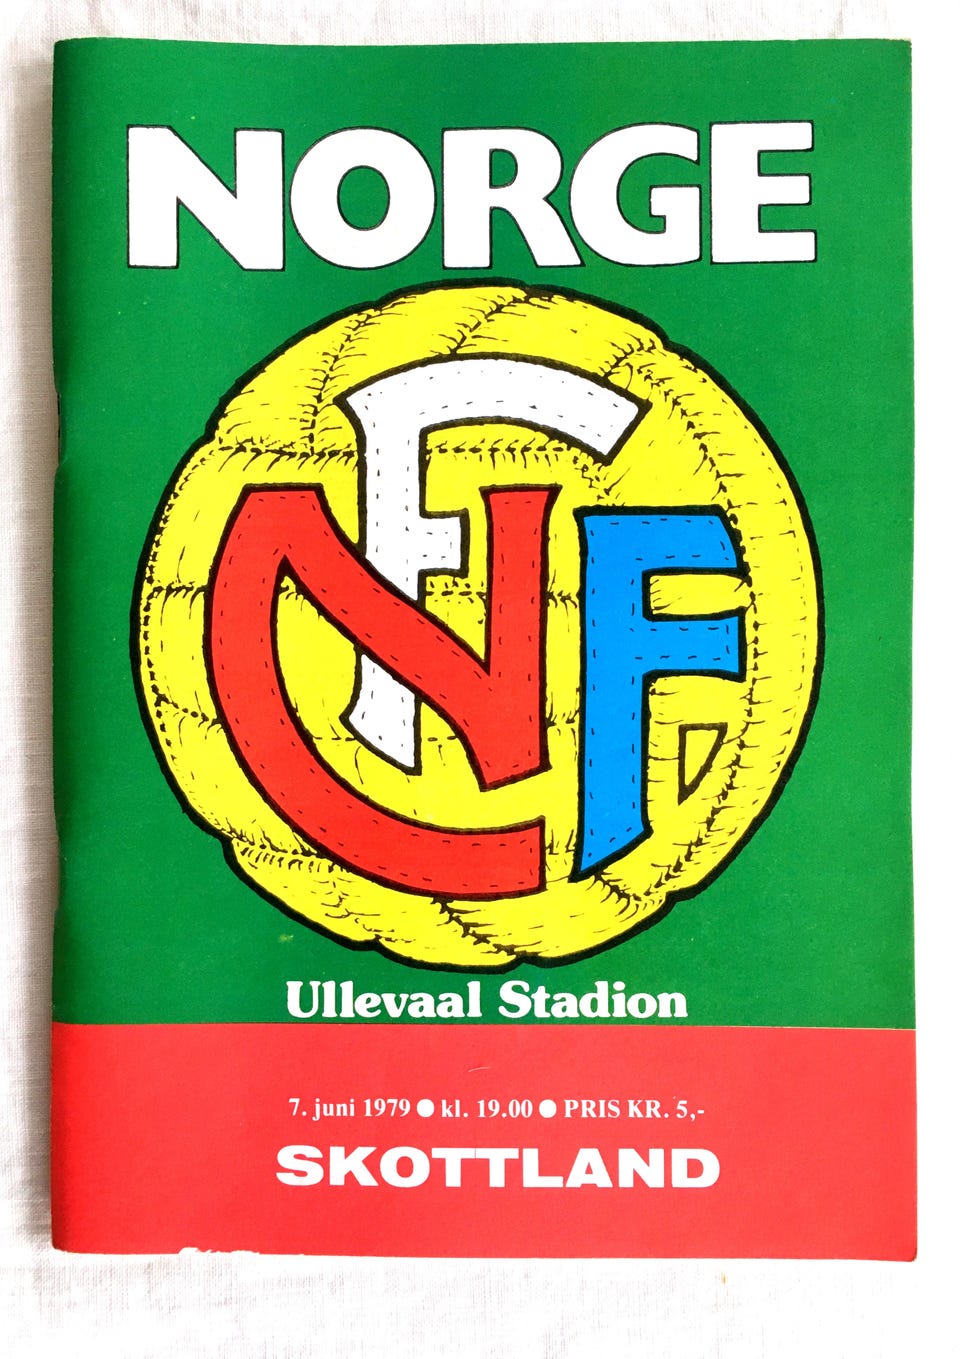 NORGE
NFF
Ullevaal Stadion
7. juni 1979 ● kl. 19.00 ● PRIS KR. 5,-
SKOTTLAND